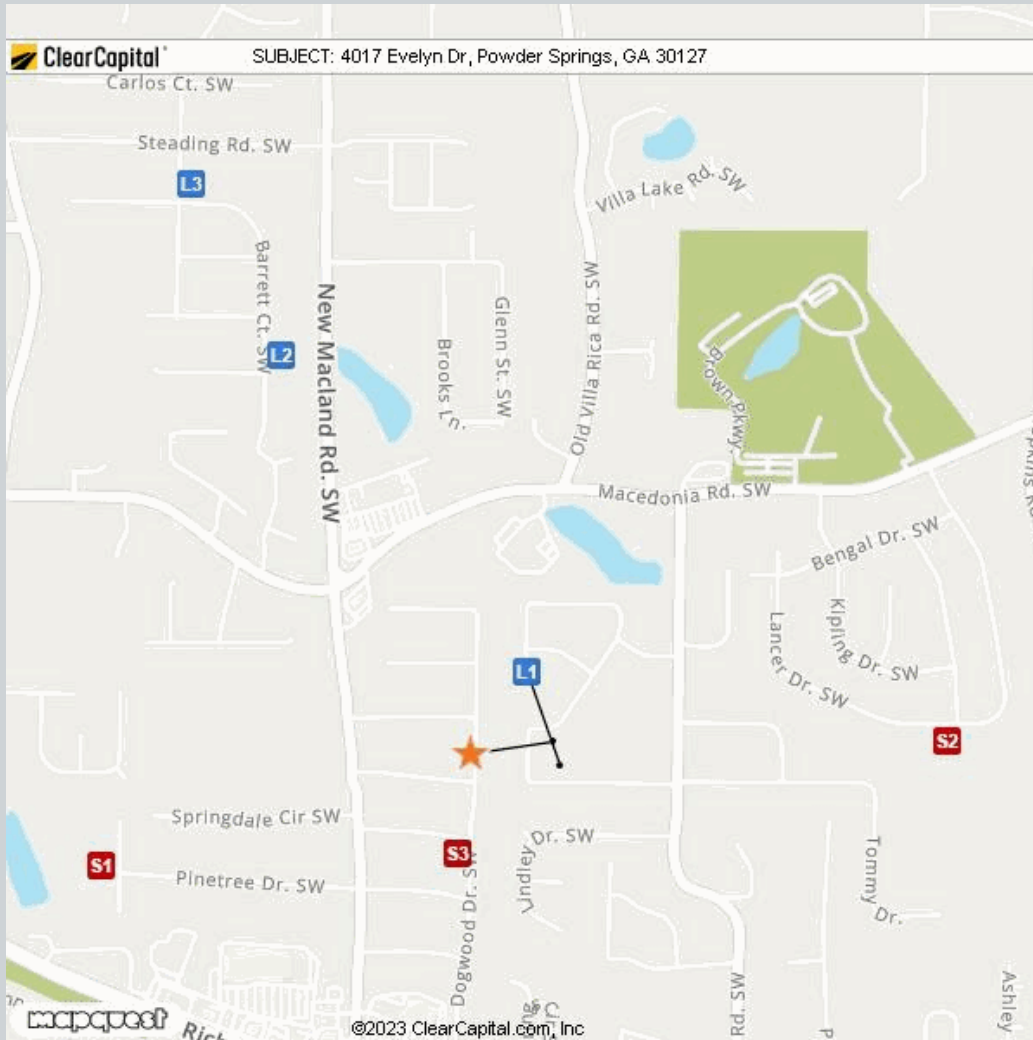 ClearCapital
SUBJECT: 4017 Evelyn Dr, Powder Springs, GA 30127
Carlos Ct. SW
Steading Rd. SW
L3
Villa Lake Rd. SW
Barrett Ct. SW
New Macland Rd. SW
Old Villa Rica Rd. SW
Glenn St. SW
Brooks Ln.
L2
Brown Pkwy.
Macedonia Rd. SW
Bengal Dr. SW
Kipling Dr. SW
Lancer Dr. SW
L1
S2
Springdale Cir SW
S3
Lindley Dr. SW
S1
Pinetree Dr. SW
Tommy Dr.
Dogwood Dr. SW
Rd. SW
Ashley
mapquest
©2023 ClearCapital.com, Inc